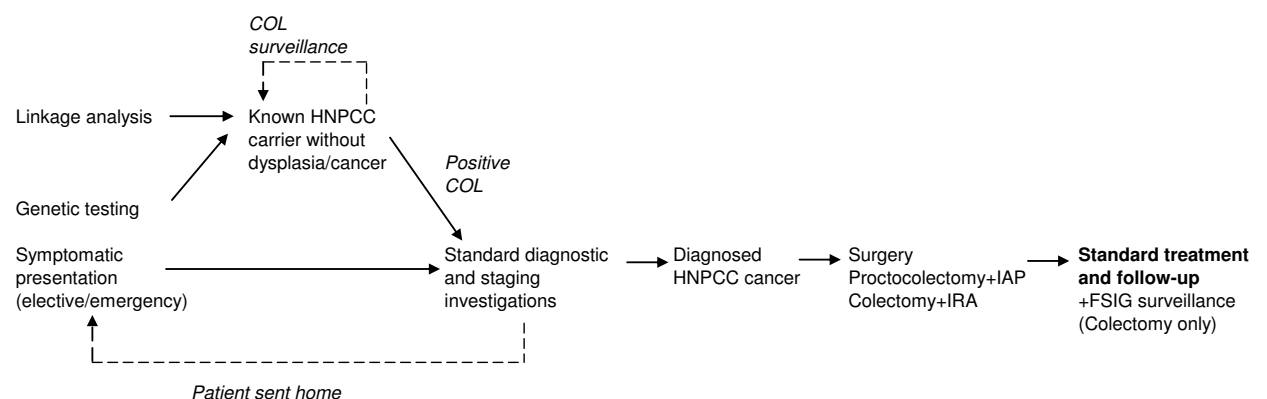 COL
surveillance
Linkage analysis
Known HNPCC
carrier without
dysplasia/cancer
Positive
COL
Genetic testing
Symptomatic
presentation
(elective/emergency)
Standard diagnostic
and staging
investigations
Diagnosed
HNPCC cancer
Surgery
Proctocolectomy+IAP
Colectomy+IRA
Standard treatment
and follow-up
+FSIG surveillance
(Colectomy only)
Patient sent home